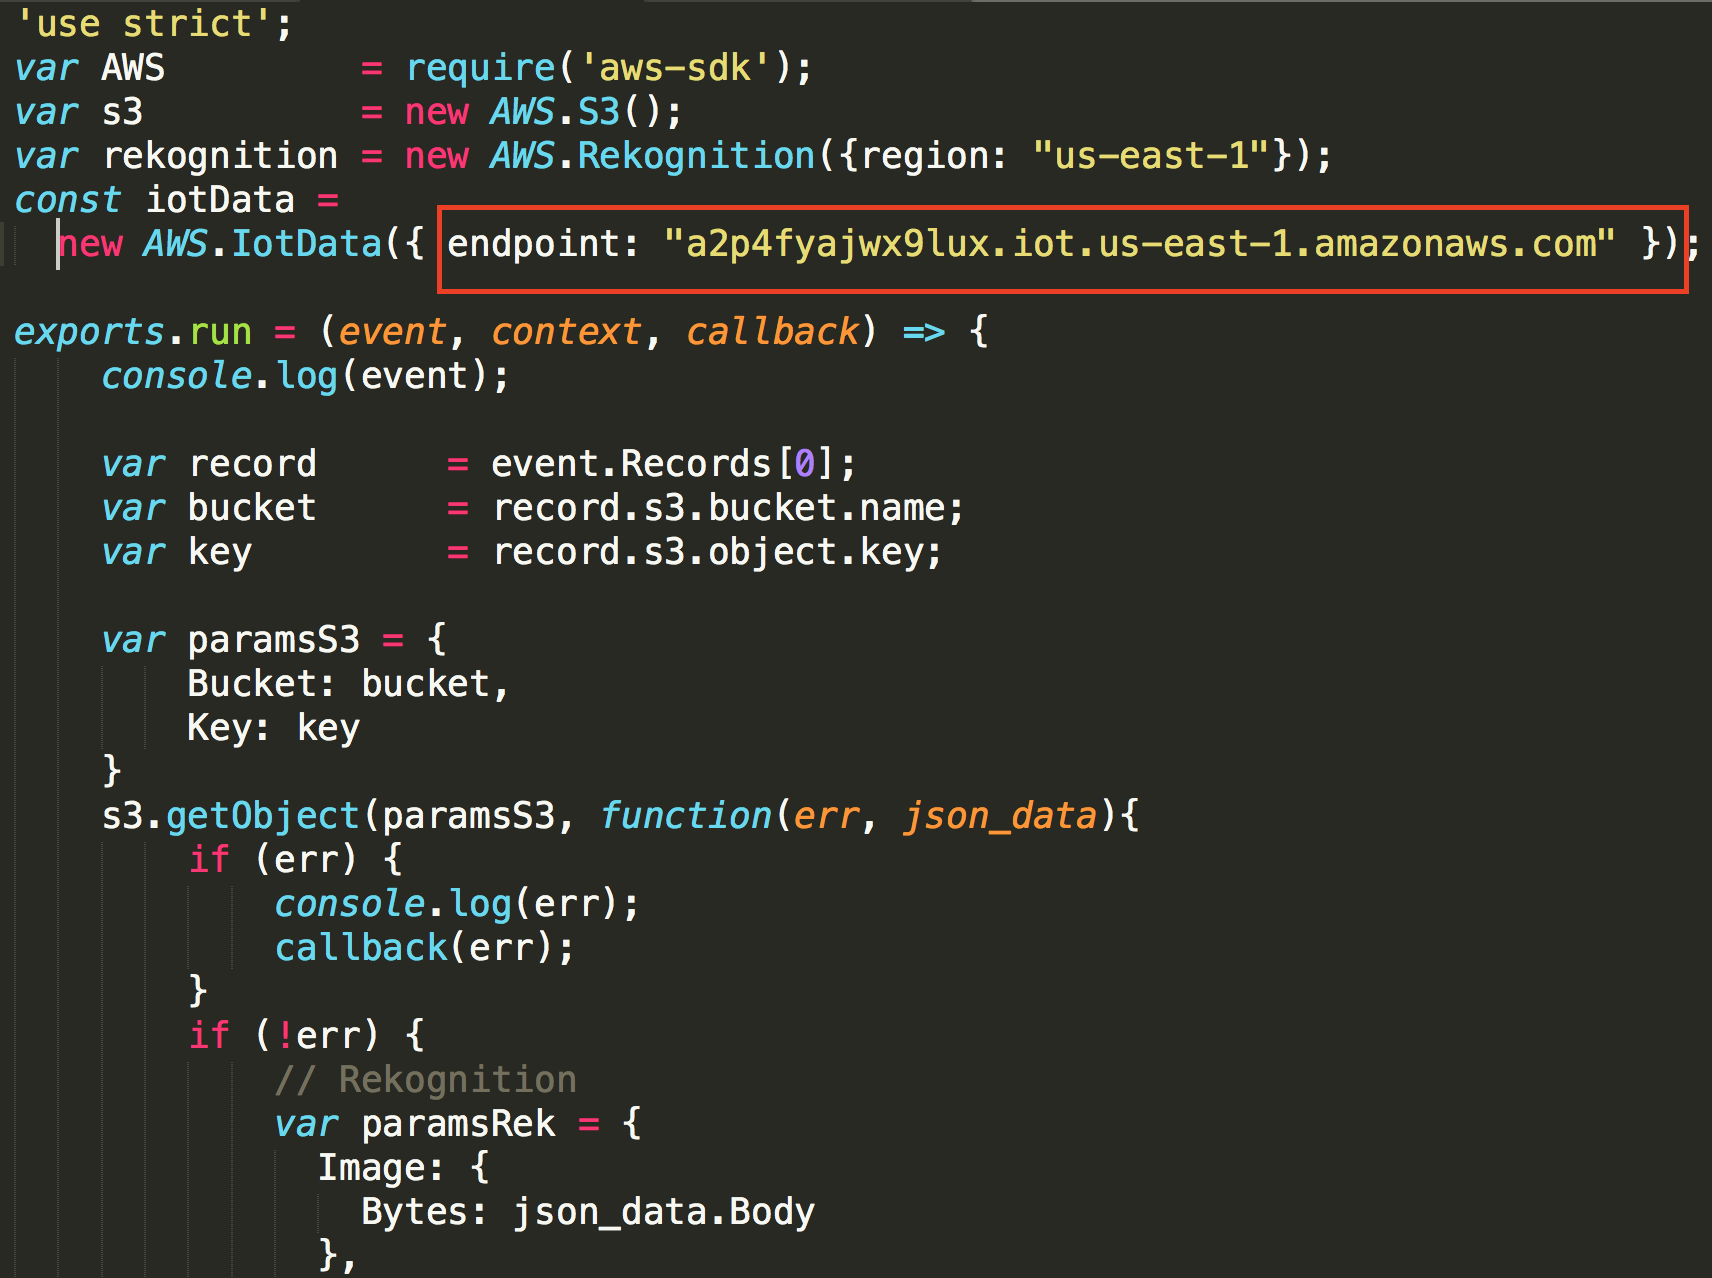 'use strict';
var AWS         = require('aws-sdk');
var s3          = new AWS.S3();
var rekognition = new AWS.Rekognition({region: "us-east-1"});
const iotData =
  new AWS.IotData({ endpoint: "a2p4fyajwx9lux.iot.us-east-1.amazonaws.com" });

exports.run = (event, context, callback) => {
    console.log(event);

    var record      = event.Records[0];
    var bucket      = record.s3.bucket.name;
    var key         = record.s3.object.key;

    var paramsS3 = {
        Bucket: bucket,
        Key: key
    }
    s3.getObject(paramsS3, function(err, json_data){
        if (err) {
            console.log(err);
            callback(err);
        }
        if (!err) {
            // Rekognition
            var paramsRek = {
              Image: {
                Bytes: json_data.Body
              },